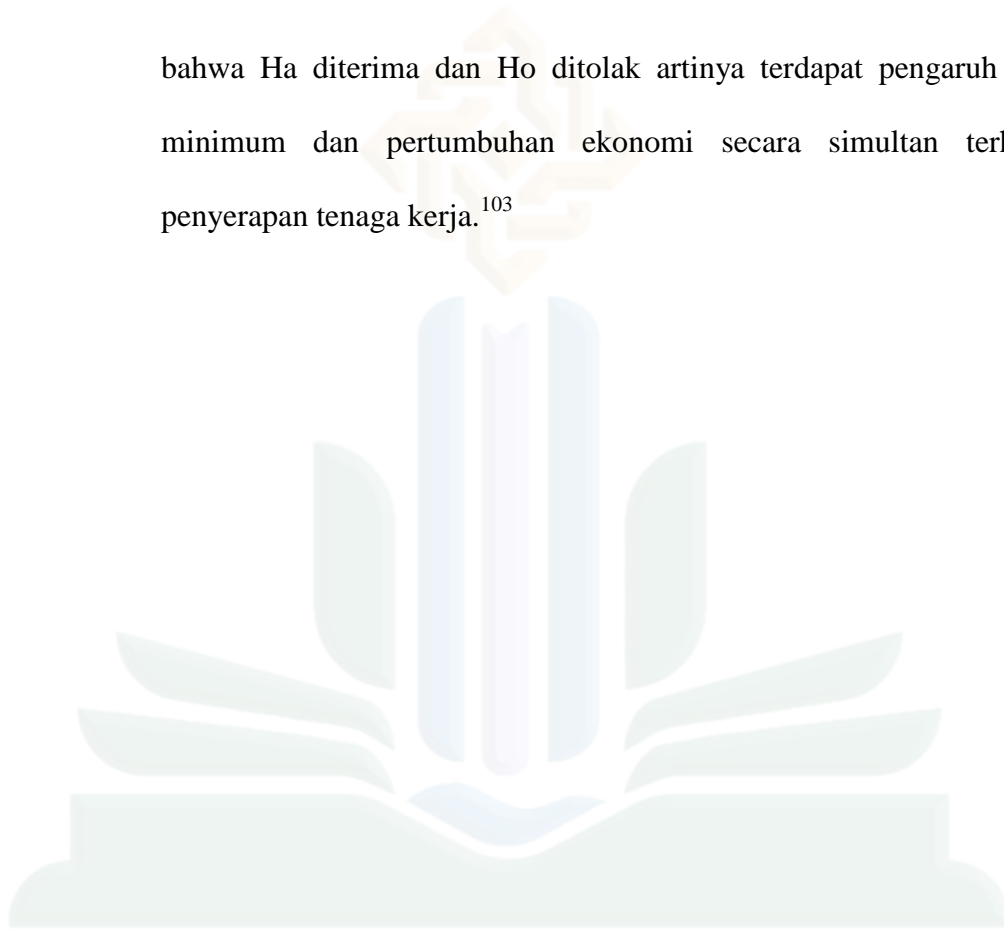 bahwa Ha diterima dan Ho ditolak artinya terdapat pengaruh
minimum dan pertumbuhan ekonomi secara simultan
penyerapan tenaga kerja.103